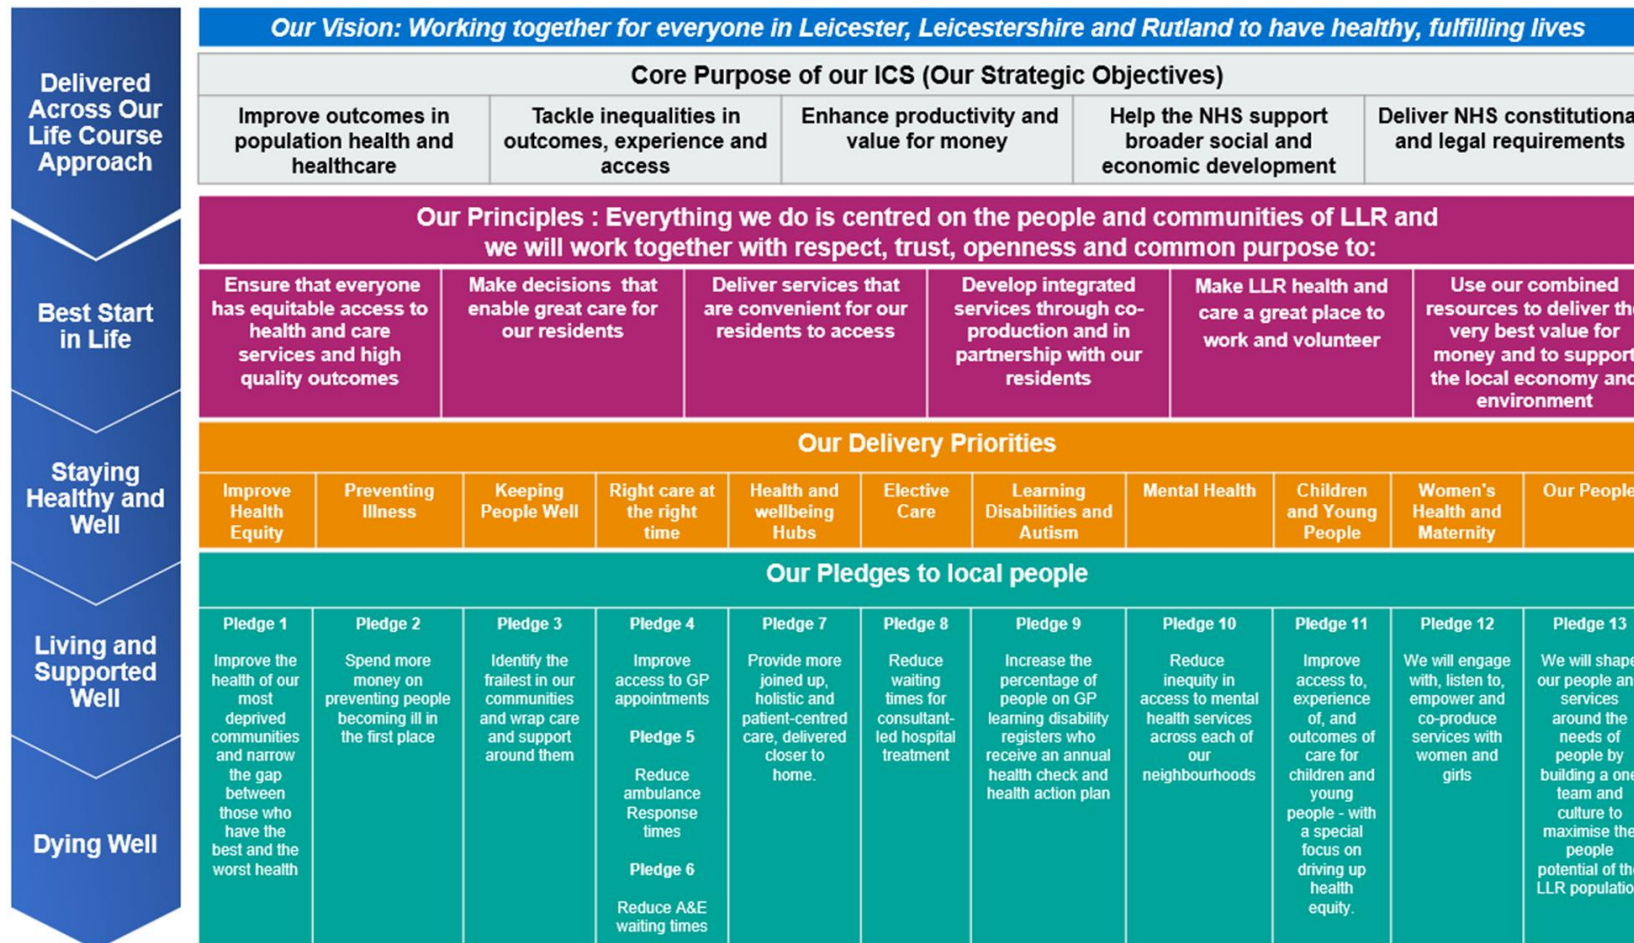 Delivered
Across Our
Life Course
Approach
Best Start
in Life
Staying
Healthy and
Well
Living and
Supported
Well
Dying Well
Our Vision: Working together for everyone in Leicester, Leicestershire and Rutland to have healthy, fulfilling lives
Core Purpose of our ICS (Our Strategic Objectives)
Improve outcomes in
population health and
healthcare
Tackle inequalities in
outcomes, experience and
access
Enhance productivity and
value for money
Help the NHS support
broader social and
economic development
Deliver NHS constitutiona
and legal requirements
Our Principles : Everything we do is centred on the people and communities of LLR and
we will work together with respect, trust, openness and common purpose to:
Ensure that everyone
has equitable access to
health and care
services and high
quality outcomes
Make decisions that
enable great care for
our residents
Deliver services that
are convenient for our
residents to access
Develop integrated
services through co-
production and in
partnership with our
residents
Make LLR health and
care a great place to
work and volunteer
Use our combined
resources to deliver the
very best value for
money and to support
the local economy and
environment
Our Delivery Priorities
Improve
Health
Equity
Preventing
Illness
Keeping
People Well
Right care at
the right
time
Health and
wellbeing
Hubs
Elective
Care
Learning
Disabilities and
Autism
Mental Health
Children
and Young
People
Women's
Health and
Maternity
Our People
Our Pledges to local people
Pledge 1
Improve the
health of our
most
deprived
communities
and narrow
the gap
between
those who
have the
best and the
worst health
Pledge 2
Spend more
money on
preventing people
becoming ill in
the first place
Pledge 3
Identify the
frailest in our
communities
and wrap care
and support
around them
Pledge 4
Improve
access to GP
appointments
Pledge 5
Reduce
ambulance
Response
times
Pledge 6
Reduce A&E
waiting times
Pledge 7
Provide more
joined up,
holistic and
patient-centred
care, delivered
closer to
home.
Pledge 8
Reduce
waiting
times for
consultant-
led hospital
treatment
Pledge 9
Increase the
percentage of
people on GP
learning disability
registers who
receive an annual
health check and
health action plan
Pledge 10
Reduce
inequity in
access to mental
health services
across each of
our
neighbourhoods
Pledge 11
Improve
access to,
experience
of, and
outcomes of
care for
children and
young
people - with
a special
focus on
driving up
health
equity.
Pledge 12
We will engage
with, listen to,
empower and
co-produce
services with
women and
girls
Pledge 13
We will shape
our people and
services
around the
needs of
people by
building a one
team and
culture to
maximise the
people
potential of the
LLR population